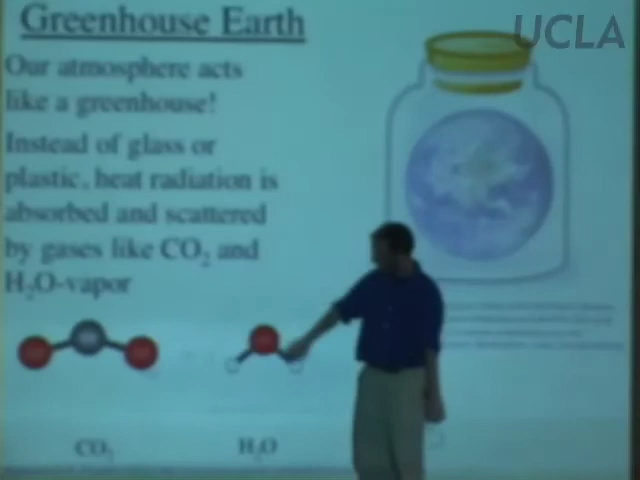 Greenhouse Earth
UCLA
Our atmosphere acts
like a greenhouse!
Instead of glass or
plastic, heat radiation is
absorbed and scattered
by gases like CO₂ and
H₂O-vapor
CO₂
H₂O